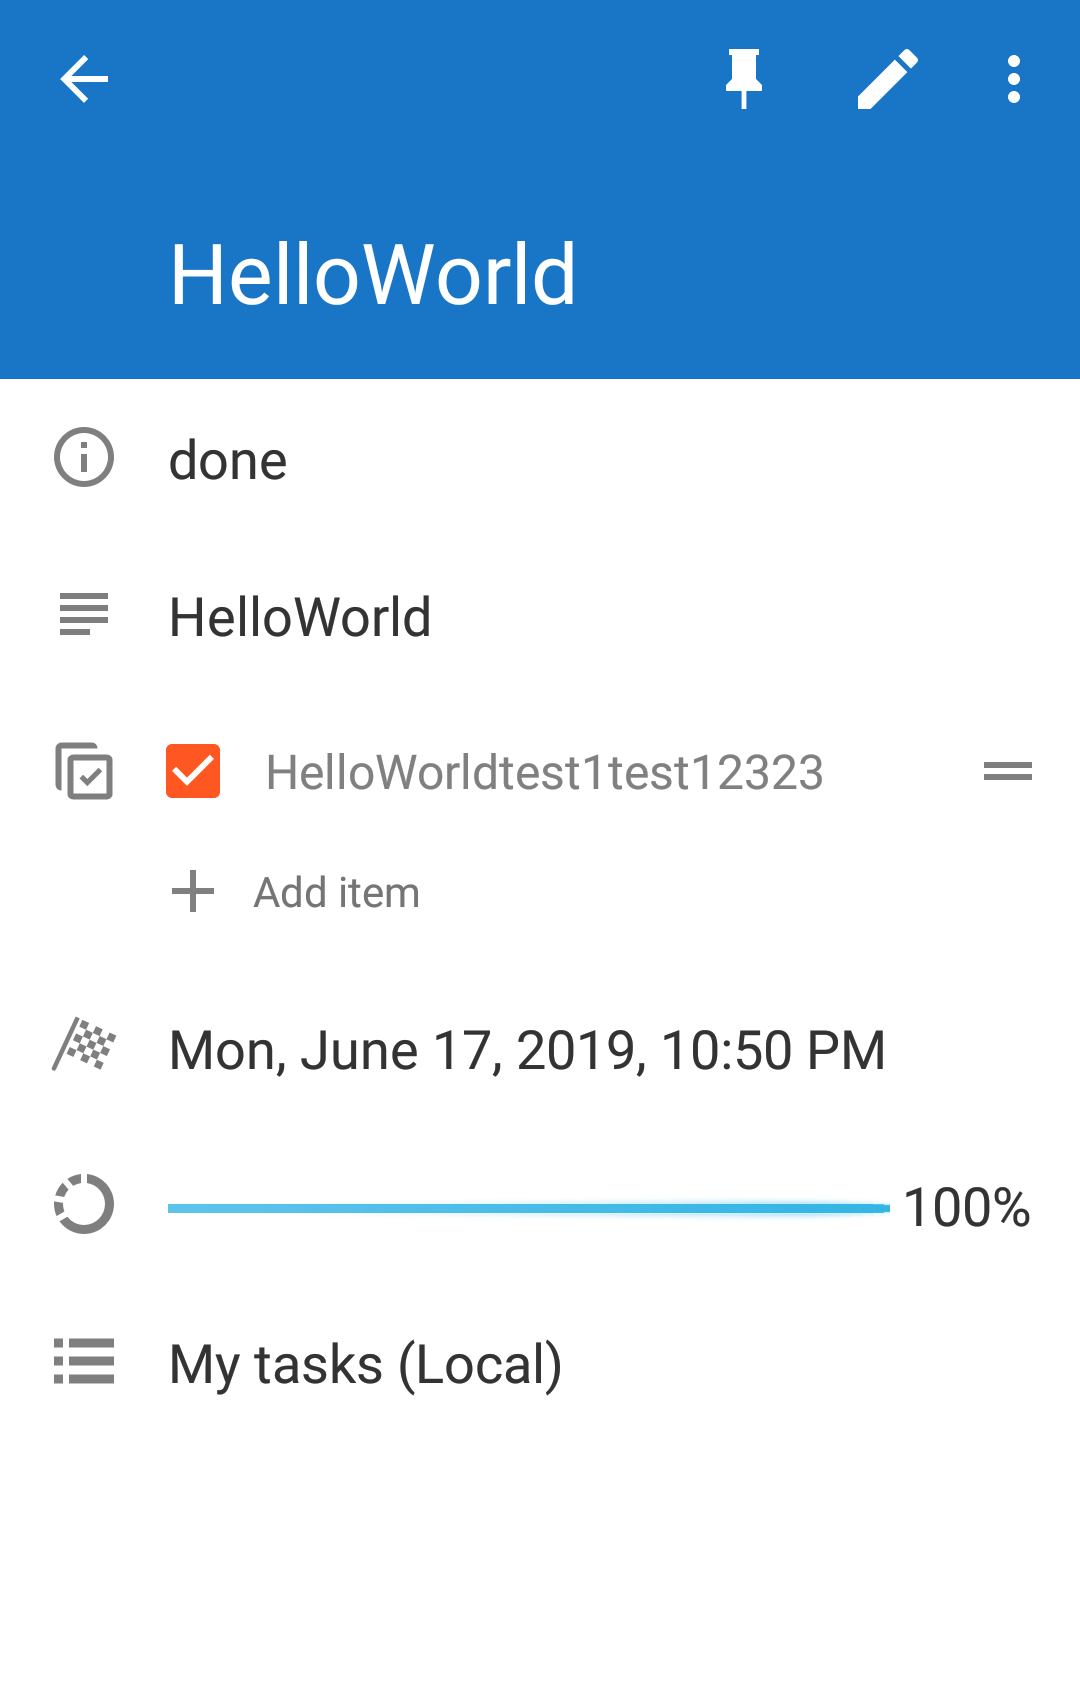 HelloWorld
done
HelloWorld
HelloWorldtest1test12323
Add item
Mon, June 17, 2019, 10:50 PM
100%
My tasks (Local)